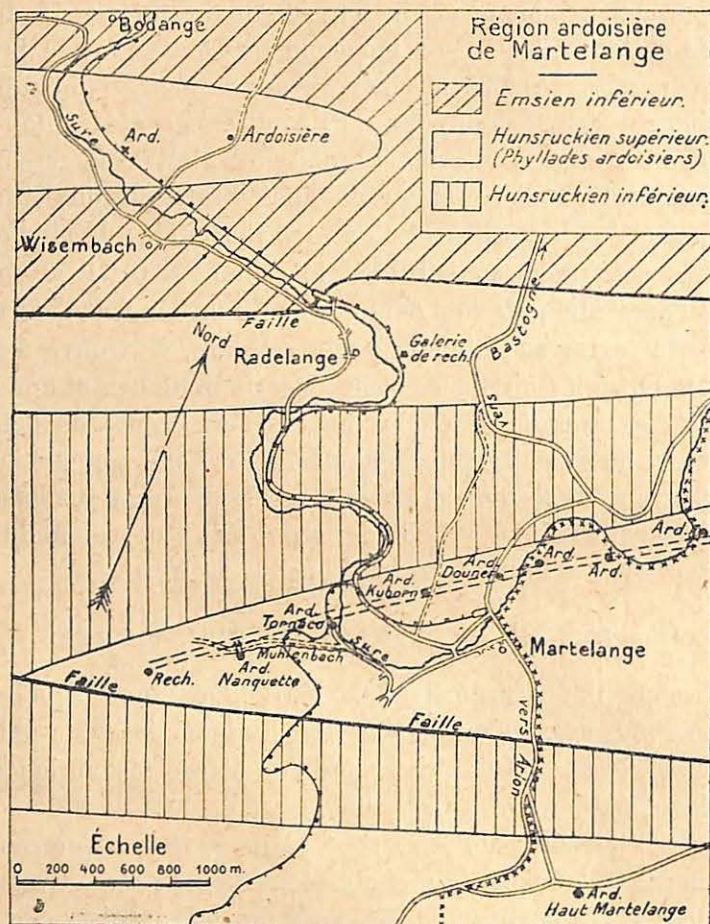 Région ardoisière
de Martelange
Emsien inférieur.
Hunsruckien supérieur.
(Phyllades ardoisiers)
Hunsruckien inférieur.
Bodange
Sure
Ard.
Ardoisière
Wisembach
Faille
Nord
Radelange
Galerie
de rech.
vers Bastogne
Ard.
Ard.
Ard.
Ard.
Douner
Ard.
Kuborn
Ard.
Tornaco
Sure
Martelange
Muhlenbach
Rech.
Ard.
Nanquette
Faille
Faille
vers Arlon
Échelle
0 200 400 600 1000 m.
Ard.
Haut Martelange